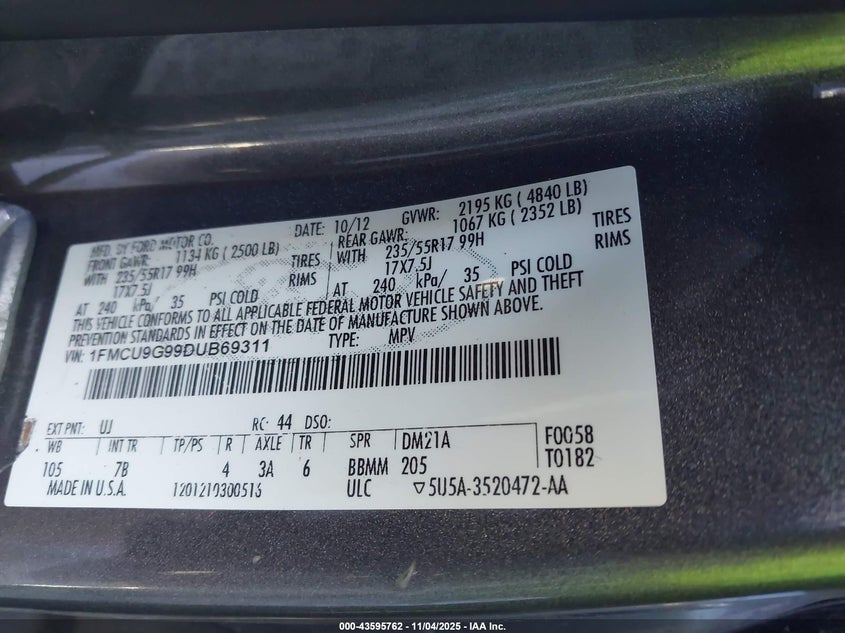 MFD. BY FORD MOTOR CO.
DATE: 10/12 GVWR: 2195 KG ( 4840 LB)
FRONT GAWR: 1134 KG ( 2500 LB) REAR GAWR: 1067 KG ( 2352 LB)
WITH 235/55R17 99H TIRES WITH 235/55R17 99H TIRES
17X7.5J RIMS 17X7.5J RIMS
AT 240 kPa/ 35 PSI COLD AT 240 kPa/ 35 PSI COLD
THIS VEHICLE CONFORMS TO ALL APPLICABLE FEDERAL MOTOR VEHICLE SAFETY AND THEFT
PREVENTION STANDARDS IN EFFECT ON THE DATE OF MANUFACTURE SHOWN ABOVE.
VIN: 1FMCU9G99DUB69311 TYPE: MPV
EXT PNT: UJ RC: 44 DSO:
WB INT TR TP/PS R AXLE TR SPR DM21A F0058
105 7B 4 3A 6 BBMM 205 T0182
MADE IN U.S.A. 1201210300516 ULC ▽5U5A-3520472-AA
000-43595762 - 11/04/2025 - IAA Inc.